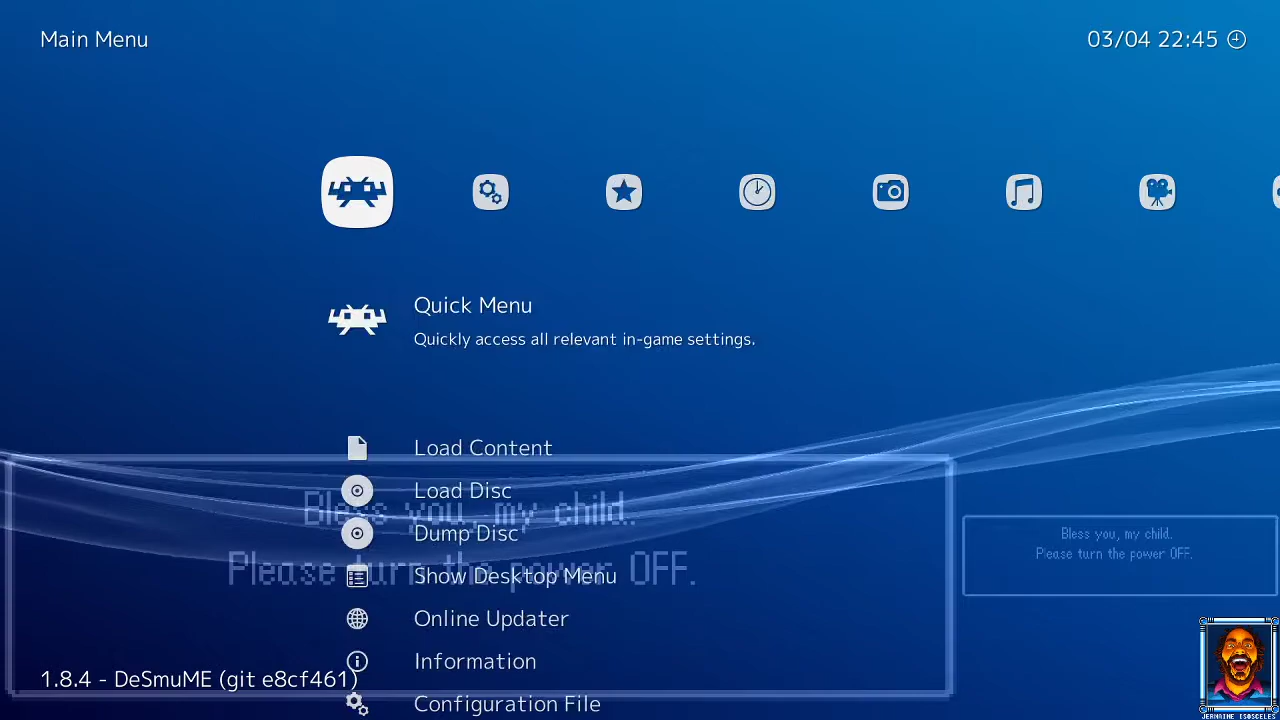 Main Menu
03/04 22:45
Quick Menu
Quickly access all relevant in-game settings.
Load Content
Load Disc
Bless you, my child.
Dump Disc
Please turn the power OFF.
Show Desktop Menu
Bless you, my child.
Please turn the power OFF.
Online Updater
Information
1.8.4 - DeSmuME (git e8cf461)
Configuration File
JERMAINE ISOSCELES